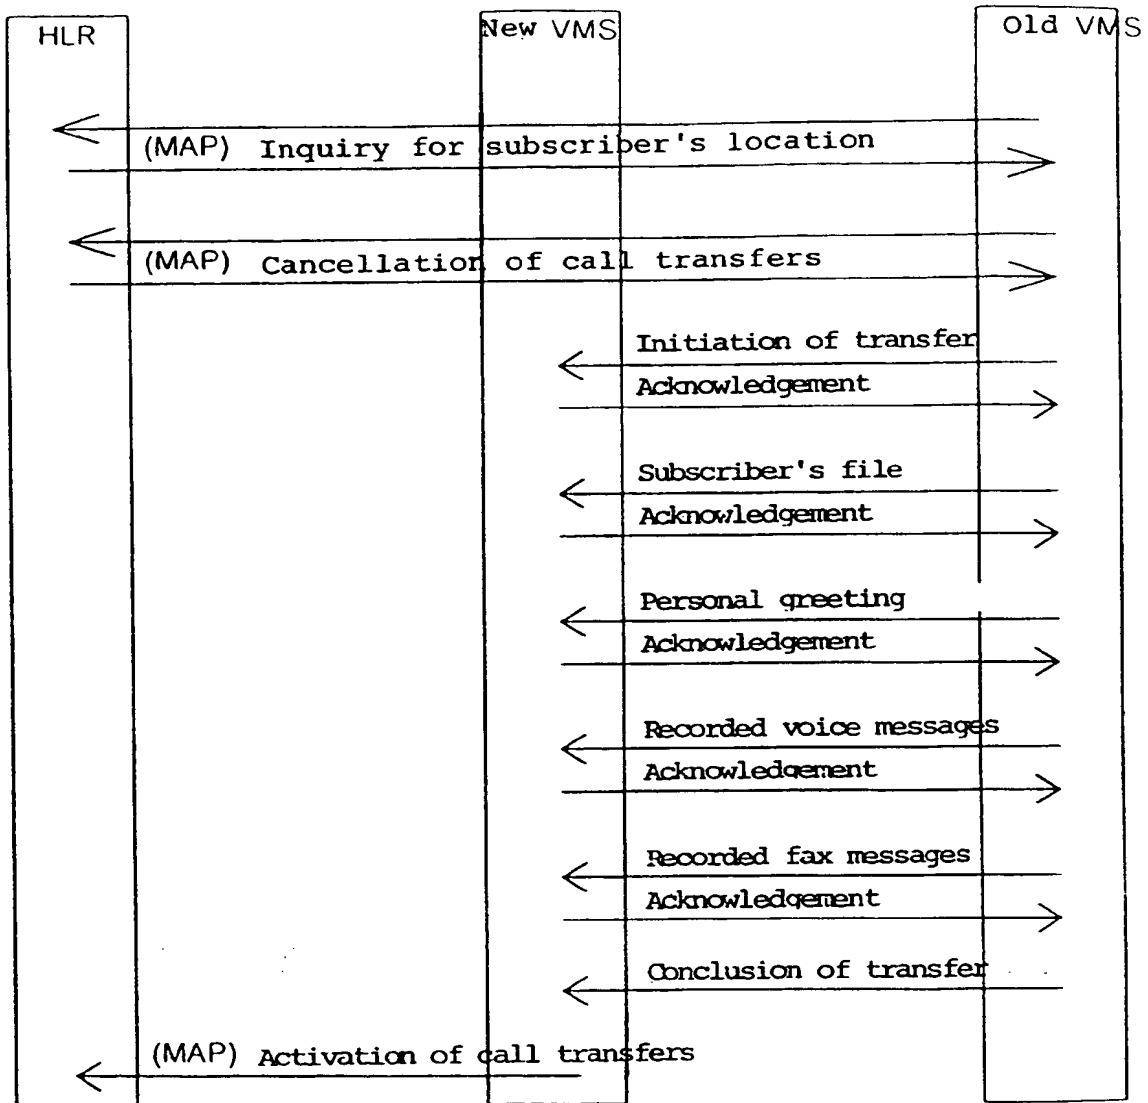 HLR New VMS Old VMS
(MAP) Inquiry for subscriber's location
(MAP) Cancellation of call transfers
Initiation of transfer
Acknowledgement
Subscriber's file
Acknowledgement
Personal greeting
Acknowledgement
Recorded voice messages
Acknowledgement
Recorded fax messages
Acknowledgement
Conclusion of transfer
(MAP) Activation of call transfers